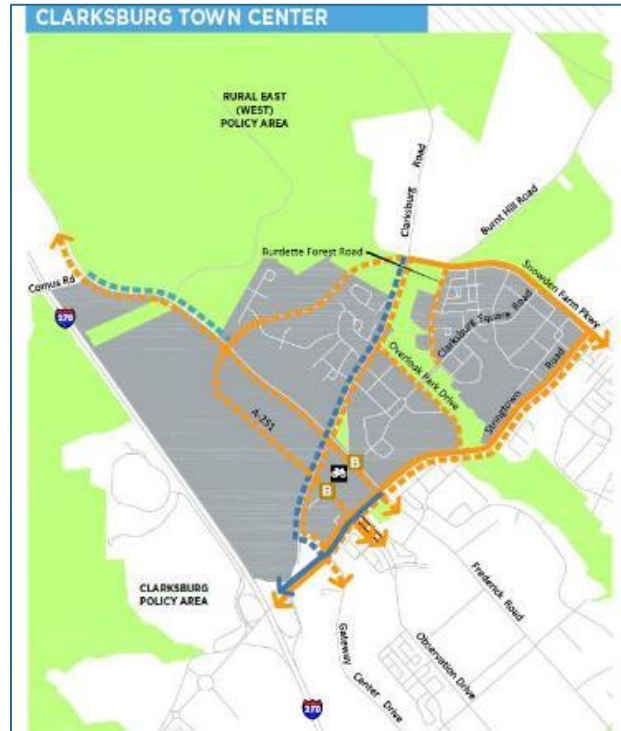 CLARKSBURG TOWN CENTER
RURAL EAST
(WEST)
POLICY AREA
Clarksburg Road
Burnt Hill Road
Burdette Forest Road
Snowden Farm Pkwy
Comus Rd
270
Clarksburg Square Road
Overlook Park Drive
Stringtown Road
A-251
B
B
CLARKSBURG
POLICY AREA
Frederick Road
Gateway Center Drive
Observation Drive
270